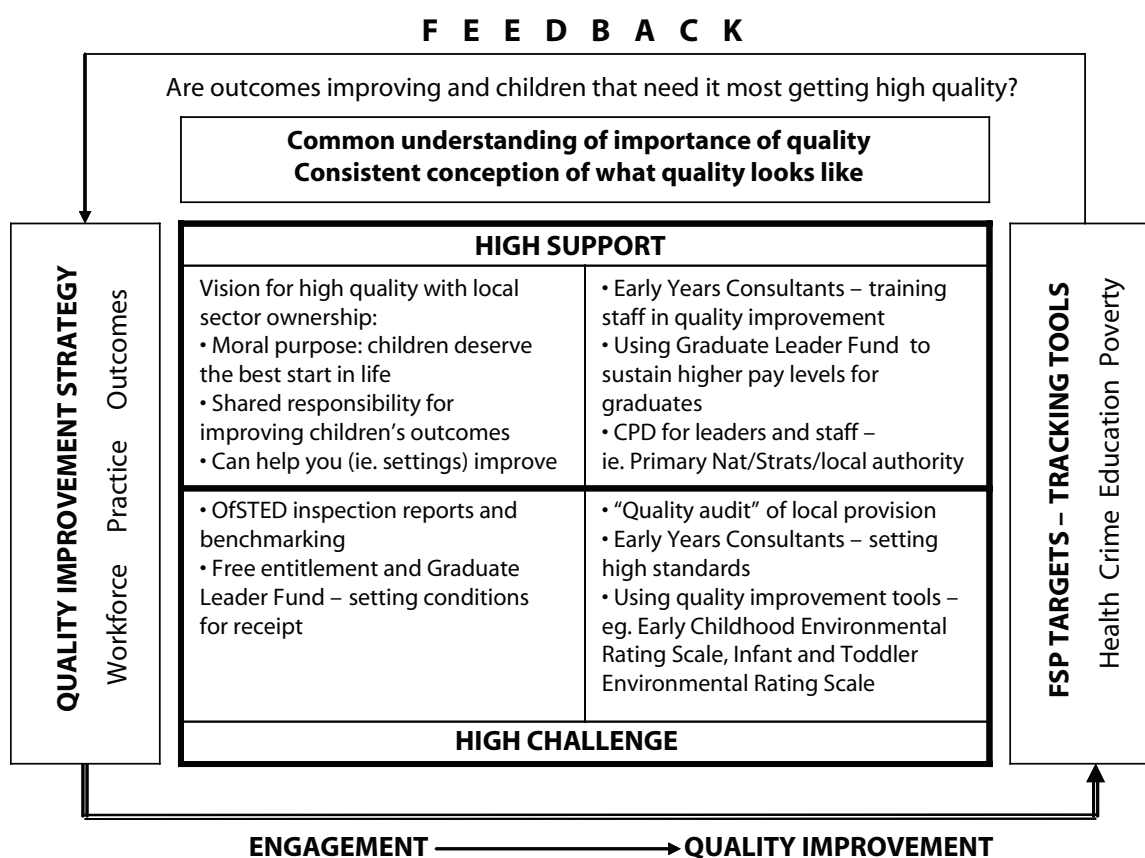 F E E D B A C K
Are outcomes improving and children that need it most getting high quality?
Common understanding of importance of quality
Consistent conception of what quality looks like
QUALITY IMPROVEMENT STRATEGY
Workforce Practice Outcomes
HIGH SUPPORT
Vision for high quality with local
sector ownership:
• Moral purpose: children deserve
the best start in life
• Shared responsibility for
improving children’s outcomes
• Can help you (ie. settings) improve
• Early Years Consultants – training
staff in quality improvement
• Using Graduate Leader Fund to
sustain higher pay levels for
graduates
• CPD for leaders and staff –
ie. Primary Nat/Strats/local authority
• OfSTED inspection reports and
benchmarking
• Free entitlement and Graduate
Leader Fund – setting conditions
for receipt
• “Quality audit” of local provision
• Early Years Consultants – setting
high standards
• Using quality improvement tools –
eg. Early Childhood Environmental
Rating Scale, Infant and Toddler
Environmental Rating Scale
HIGH CHALLENGE
FSP TARGETS – TRACKING TOOLS
Health Crime Education Poverty
ENGAGEMENT QUALITY IMPROVEMENT